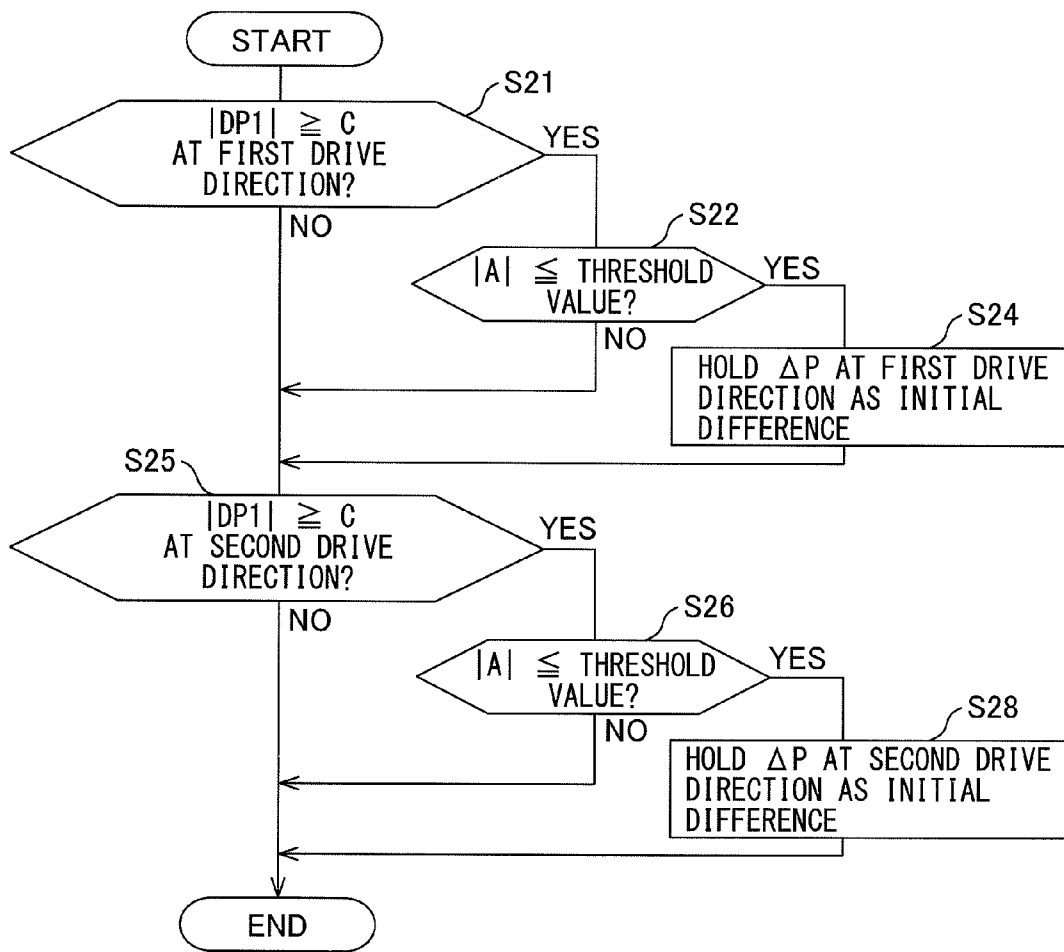 START
S21
|DP1| ≧ C
AT FIRST DRIVE
DIRECTION?
YES
NO
S22
|A| ≦ THRESHOLD
VALUE?
YES
NO
S24
HOLD ΔP AT FIRST DRIVE
DIRECTION AS INITIAL
DIFFERENCE
S25
|DP1| ≧ C
AT SECOND DRIVE
DIRECTION?
YES
NO
S26
|A| ≦ THRESHOLD
VALUE?
YES
NO
S28
HOLD ΔP AT SECOND DRIVE
DIRECTION AS INITIAL
DIFFERENCE
END